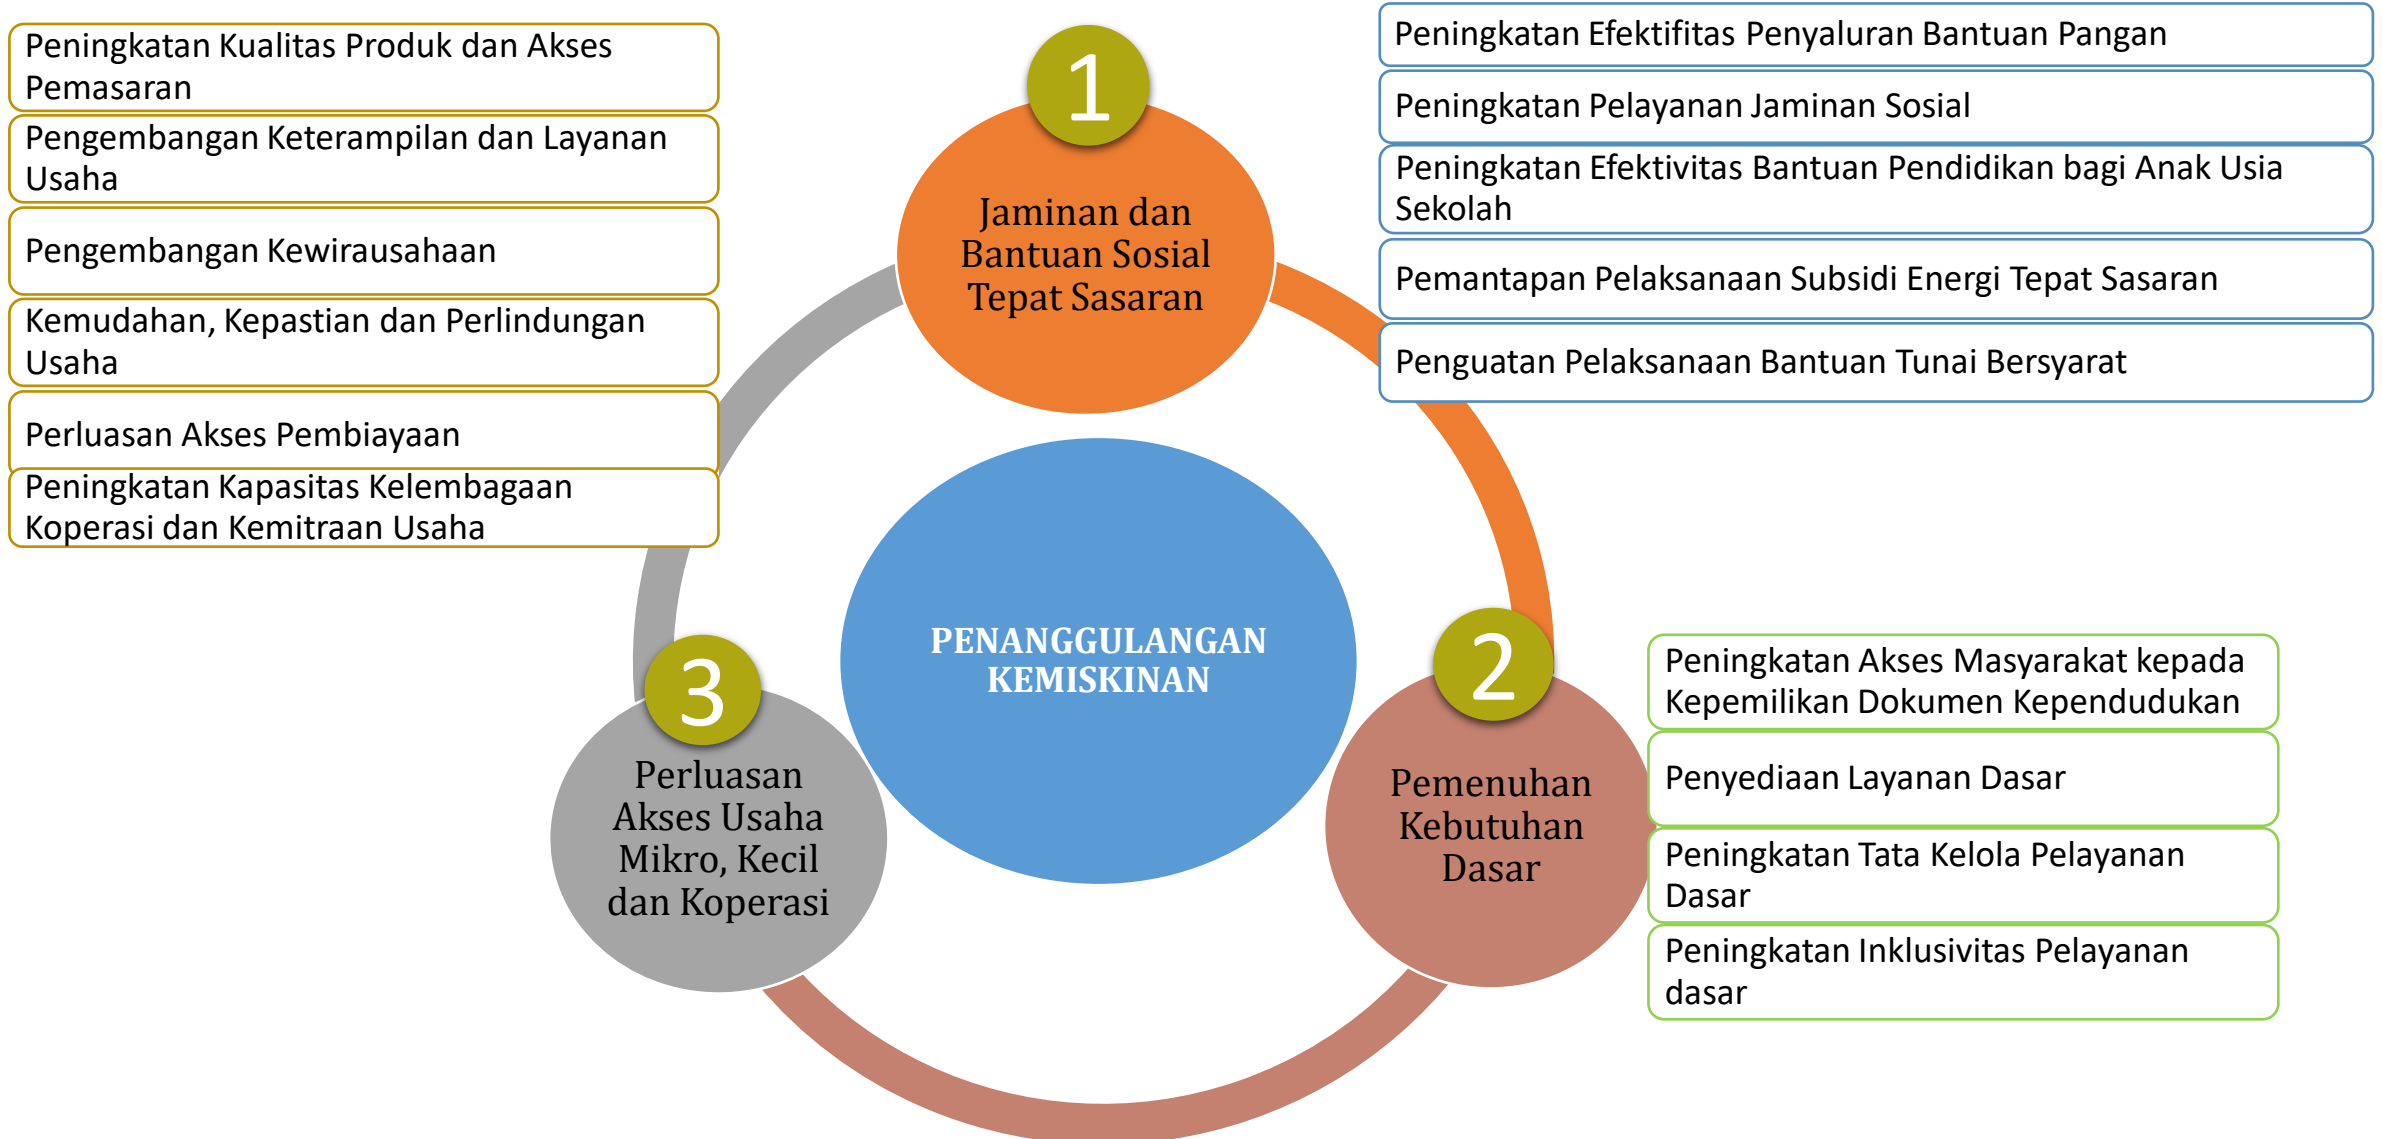 1
Jaminan dan
Bantuan Sosial
Tepat Sasaran
Peningkatan Efektifitas Penyaluran Bantuan Pangan
Peningkatan Pelayanan Jaminan Sosial
Peningkatan Efektivitas Bantuan Pendidikan bagi Anak Usia
Sekolah
Pemantapan Pelaksanaan Subsidi Energi Tepat Sasaran
Penguatan Pelaksanaan Bantuan Tunai Bersyarat
PENANGGULANGAN
KEMISKINAN
2
Pemenuhan
Kebutuhan
Dasar
Peningkatan Akses Masyarakat kepada
Kepemilikan Dokumen Kependudukan
Penyediaan Layanan Dasar
Peningkatan Tata Kelola Pelayanan
Dasar
Peningkatan Inklusivitas Pelayanan
dasar
3
Perluasan
Akses Usaha
Mikro, Kecil
dan Koperasi
Peningkatan Kualitas Produk dan Akses
Pemasaran
Pengembangan Keterampilan dan Layanan
Usaha
Pengembangan Kewirausahaan
Kemudahan, Kepastian dan Perlindungan
Usaha
Perluasan Akses Pembiayaan
Peningkatan Kapasitas Kelembagaan
Koperasi dan Kemitraan Usaha